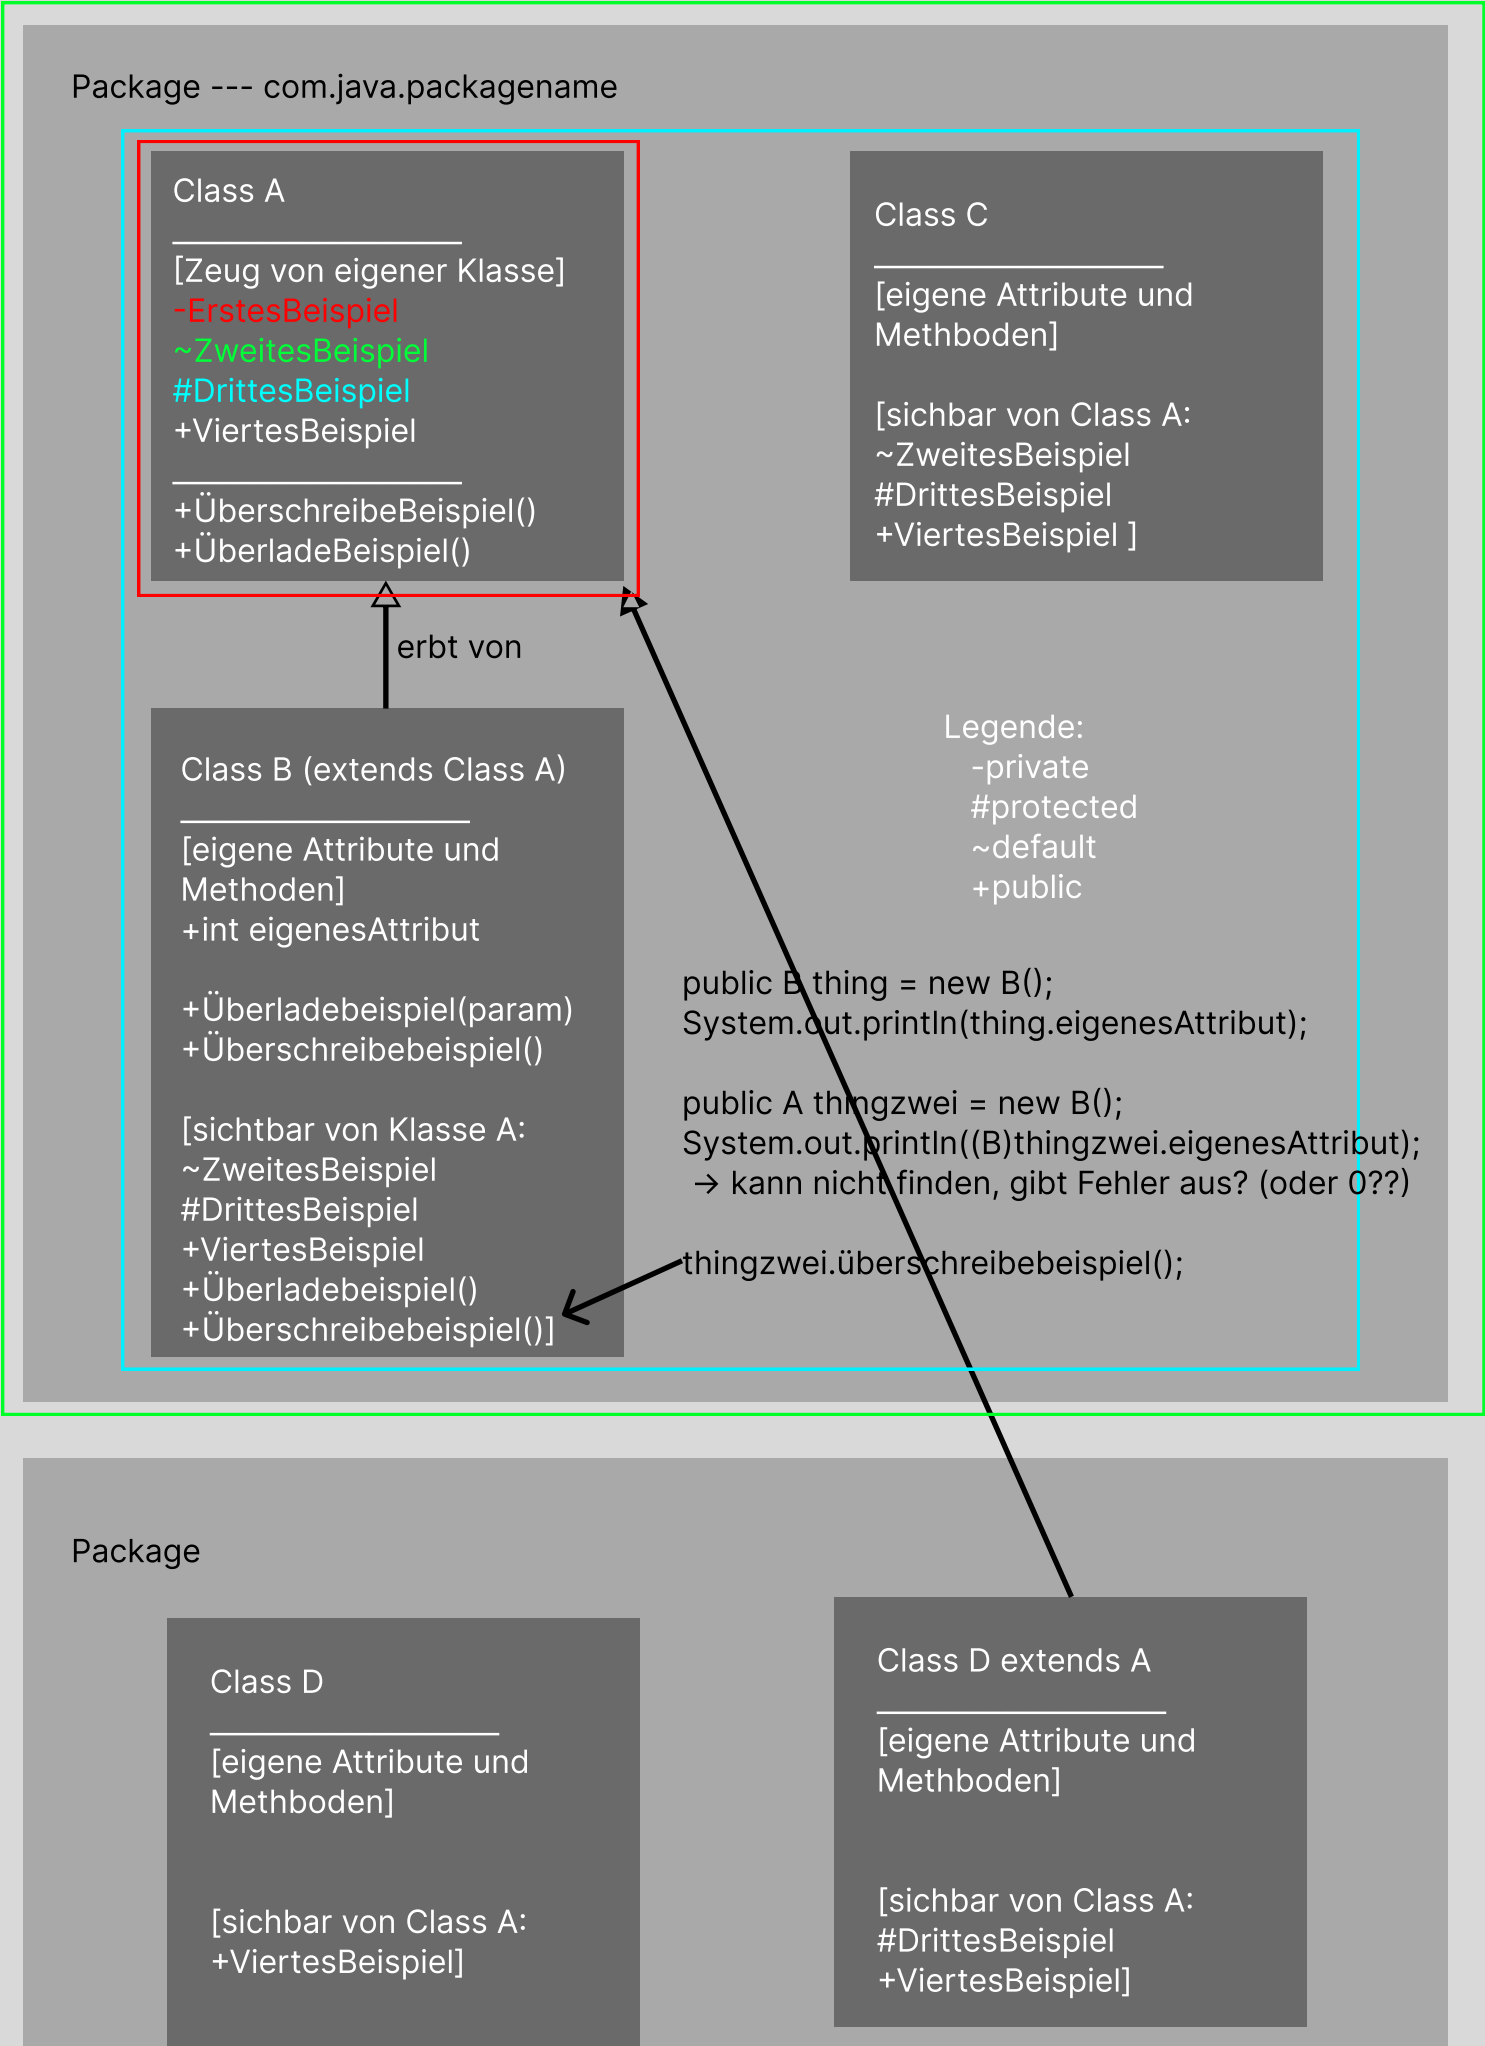 Package --- com.java.packagename
Class A
[Zeug von eigener Klasse]
-ErstesBeispiel
~ZweitesBeispiel
#DrittesBeispiel
+ViertesBeispiel
+ÜberschreibeBeispiel()
+ÜberladeBeispiel()
Class C
[eigene Attribute und
Methboden]
[sichbar von Class A:
~ZweitesBeispiel
#DrittesBeispiel
+ViertesBeispiel ]
erbt von
Class B (extends Class A)
[eigene Attribute und
Methoden]
+int eigenesAttribut
+Überladebeispiel(param)
+Überschreibebeispiel()
[sichtbar von Klasse A:
~ZweitesBeispiel
#DrittesBeispiel
+ViertesBeispiel
+Überladebeispiel()
+Überschreibebeispiel()]
Legende:
-private
#protected
~default
+public
public B thing = new B();
System.out.println(thing.eigenesAttribut);
public A thingzwei = new B();
System.out.println((B)thingzwei.eigenesAttribut);
→ kann nicht finden, gibt Fehler aus? (oder 0??)
thingzwei.überschreibebeispiel();
Package
Class D
[eigene Attribute und
Methboden]
[sichbar von Class A:
+ViertesBeispiel]
Class D extends A
[eigene Attribute und
Methboden]
[sichbar von Class A:
#DrittesBeispiel
+ViertesBeispiel]